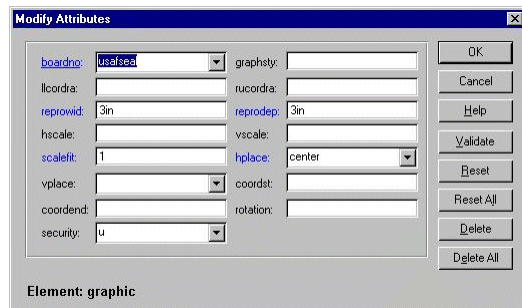 Modify Attributes
boardno: usafseal graphsty:
llcordra: rucordra:
reprowid: 3in reprodep: 3in
hscale: vscale:
scalefit: 1 hplace: center
vplace: coordst:
coordend: rotation:
security: u
OK
Cancel
Help
Validate
Reset
Reset All
Delete
Delete All
Element: graphic